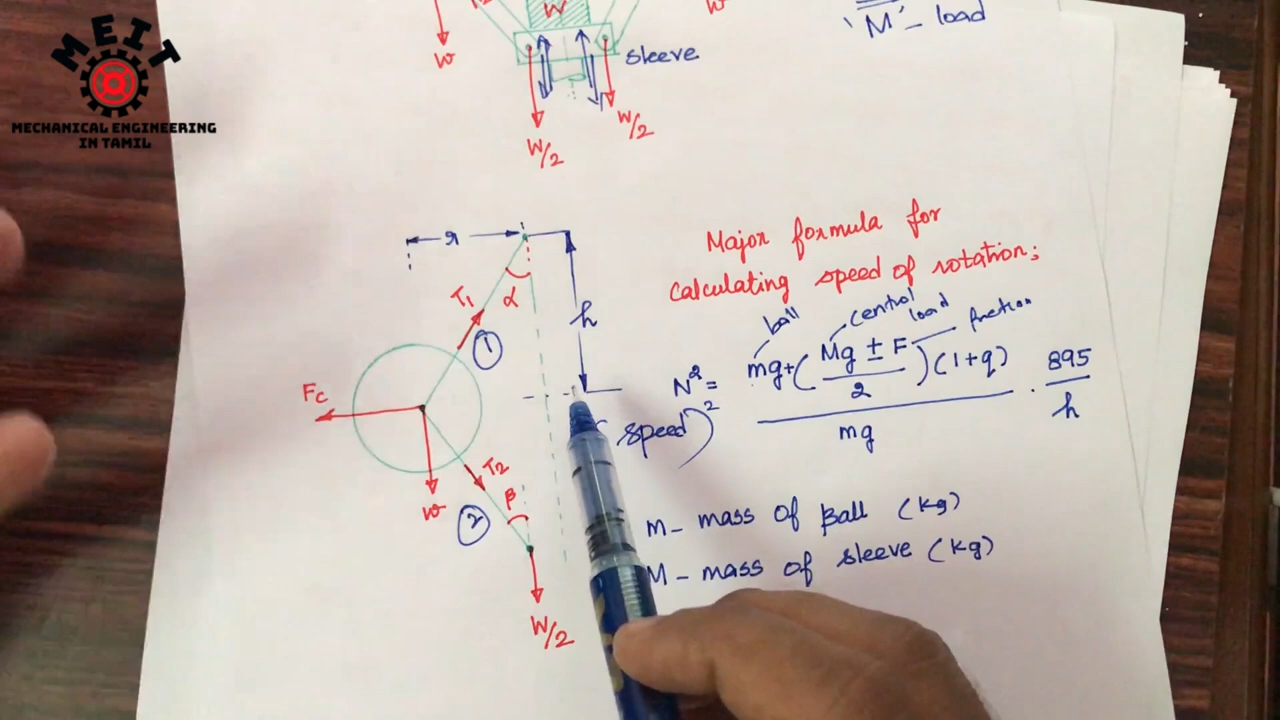 MEIT
MECHANICAL ENGINEERING
IN TAMIL
W
w
'M' - load
sleeve
W/2
W/2
r
Major formula for
calculating speed of rotation;
T1
α
h
1
ball
central
load
friction
N² = mg+(Mg ± F / 2)(1+q) / mg · 895 / h
(speed)²
Fc
T2
w
β
2
m - mass of Ball (kg)
M - mass of sleeve (kg)
W/2